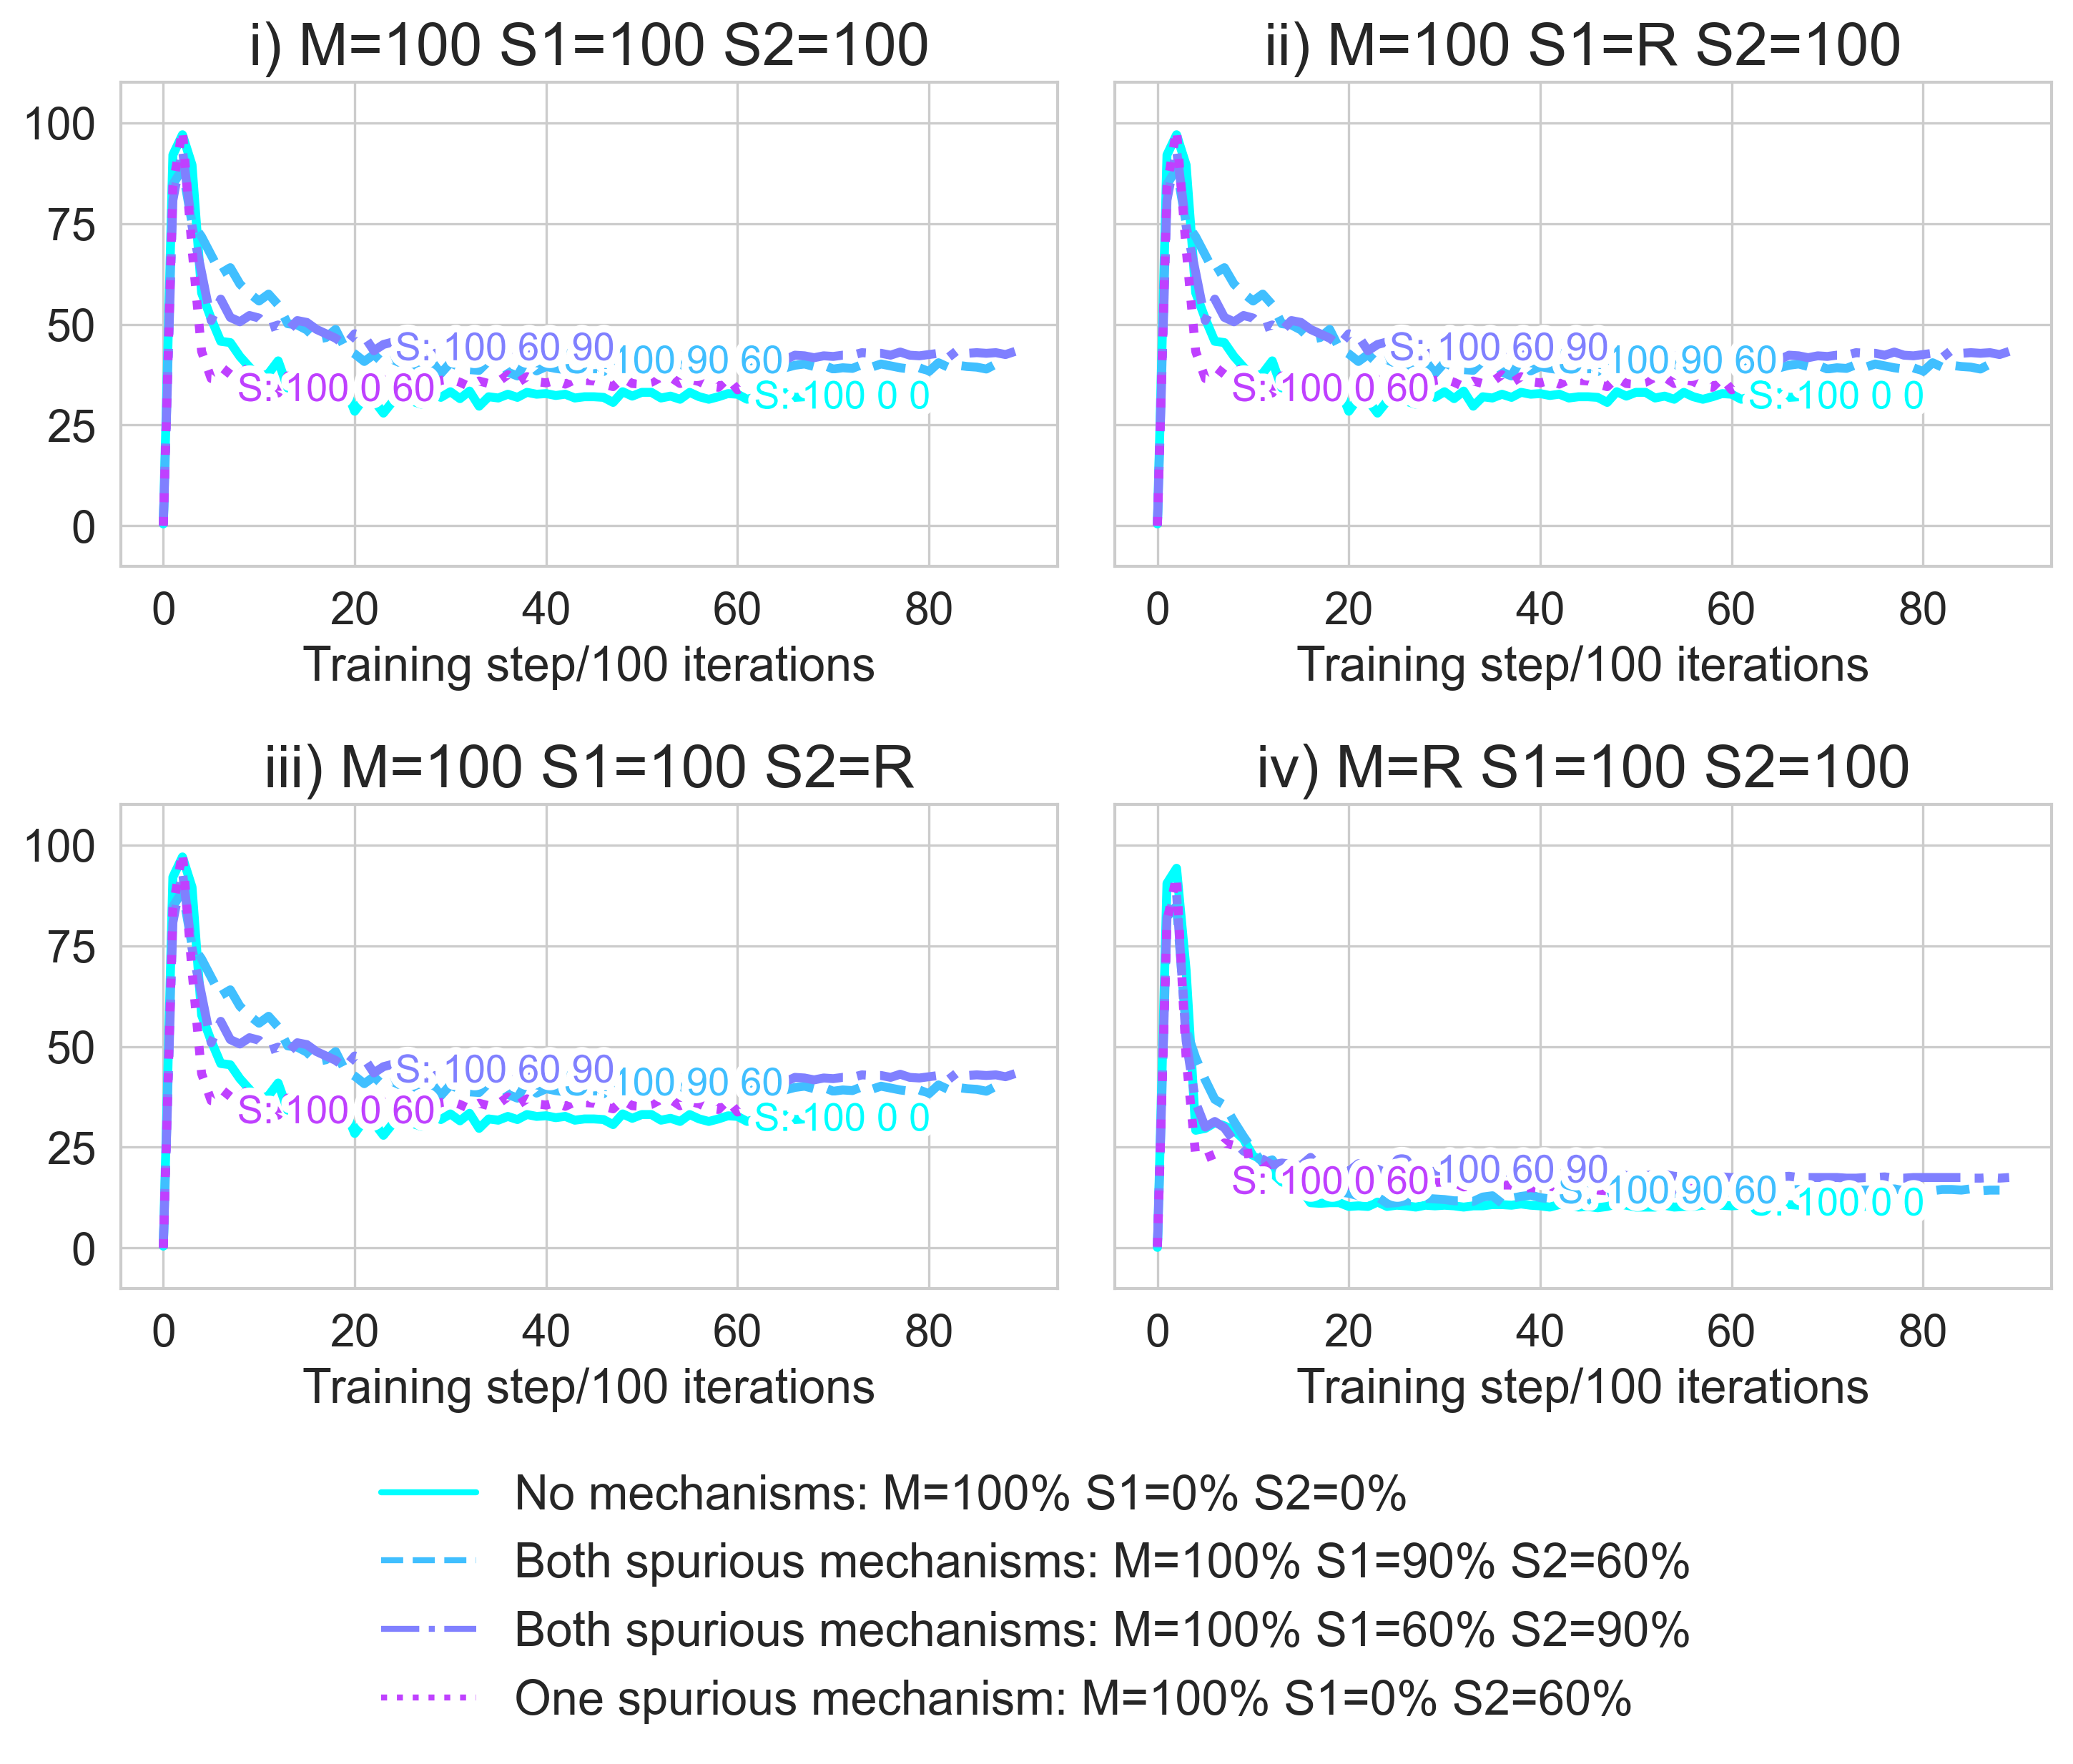 i) M=100 S1=100 S2=100
ii) M=100 S1=R S2=100
100
75
50
25
0
S: 100 60 90
100 90 60
S: 100 0 60
S: 100 0 0
S: 100 60 90
100 90 60
S: 100 0 60
S: 100 0 0
0 20 40 60 80
0 20 40 60 80
Training step/100 iterations
Training step/100 iterations
iii) M=100 S1=100 S2=R
iv) M=R S1=100 S2=100
100
75
50
25
0
S: 100 60 90
100 90 60
S: 100 0 60
S: 100 0 0
100 60 90
S: 100 0 60
S: 100 90 60
100 0 0
0 20 40 60 80
0 20 40 60 80
Training step/100 iterations
Training step/100 iterations
No mechanisms: M=100% S1=0% S2=0%
Both spurious mechanisms: M=100% S1=90% S2=60%
Both spurious mechanisms: M=100% S1=60% S2=90%
One spurious mechanism: M=100% S1=0% S2=60%